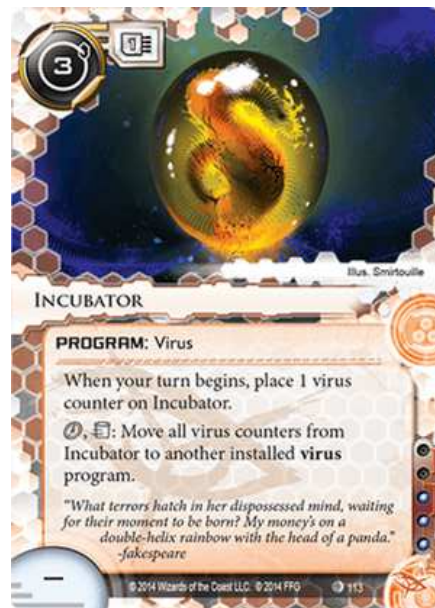 3
1
Illus. Smirtouille
INCUBATOR
PROGRAM: Virus
When your turn begins, place 1 virus
counter on Incubator.
, : Move all virus counters from
Incubator to another installed virus
program.
"What terrors hatch in her dispossessed mind, waiting
for their moment to be born? My money's on a
double-helix rainbow with the head of a panda."
-fakespeare
–
© 2014 Wizards of the Coast LLC. © 2014 FFG
113